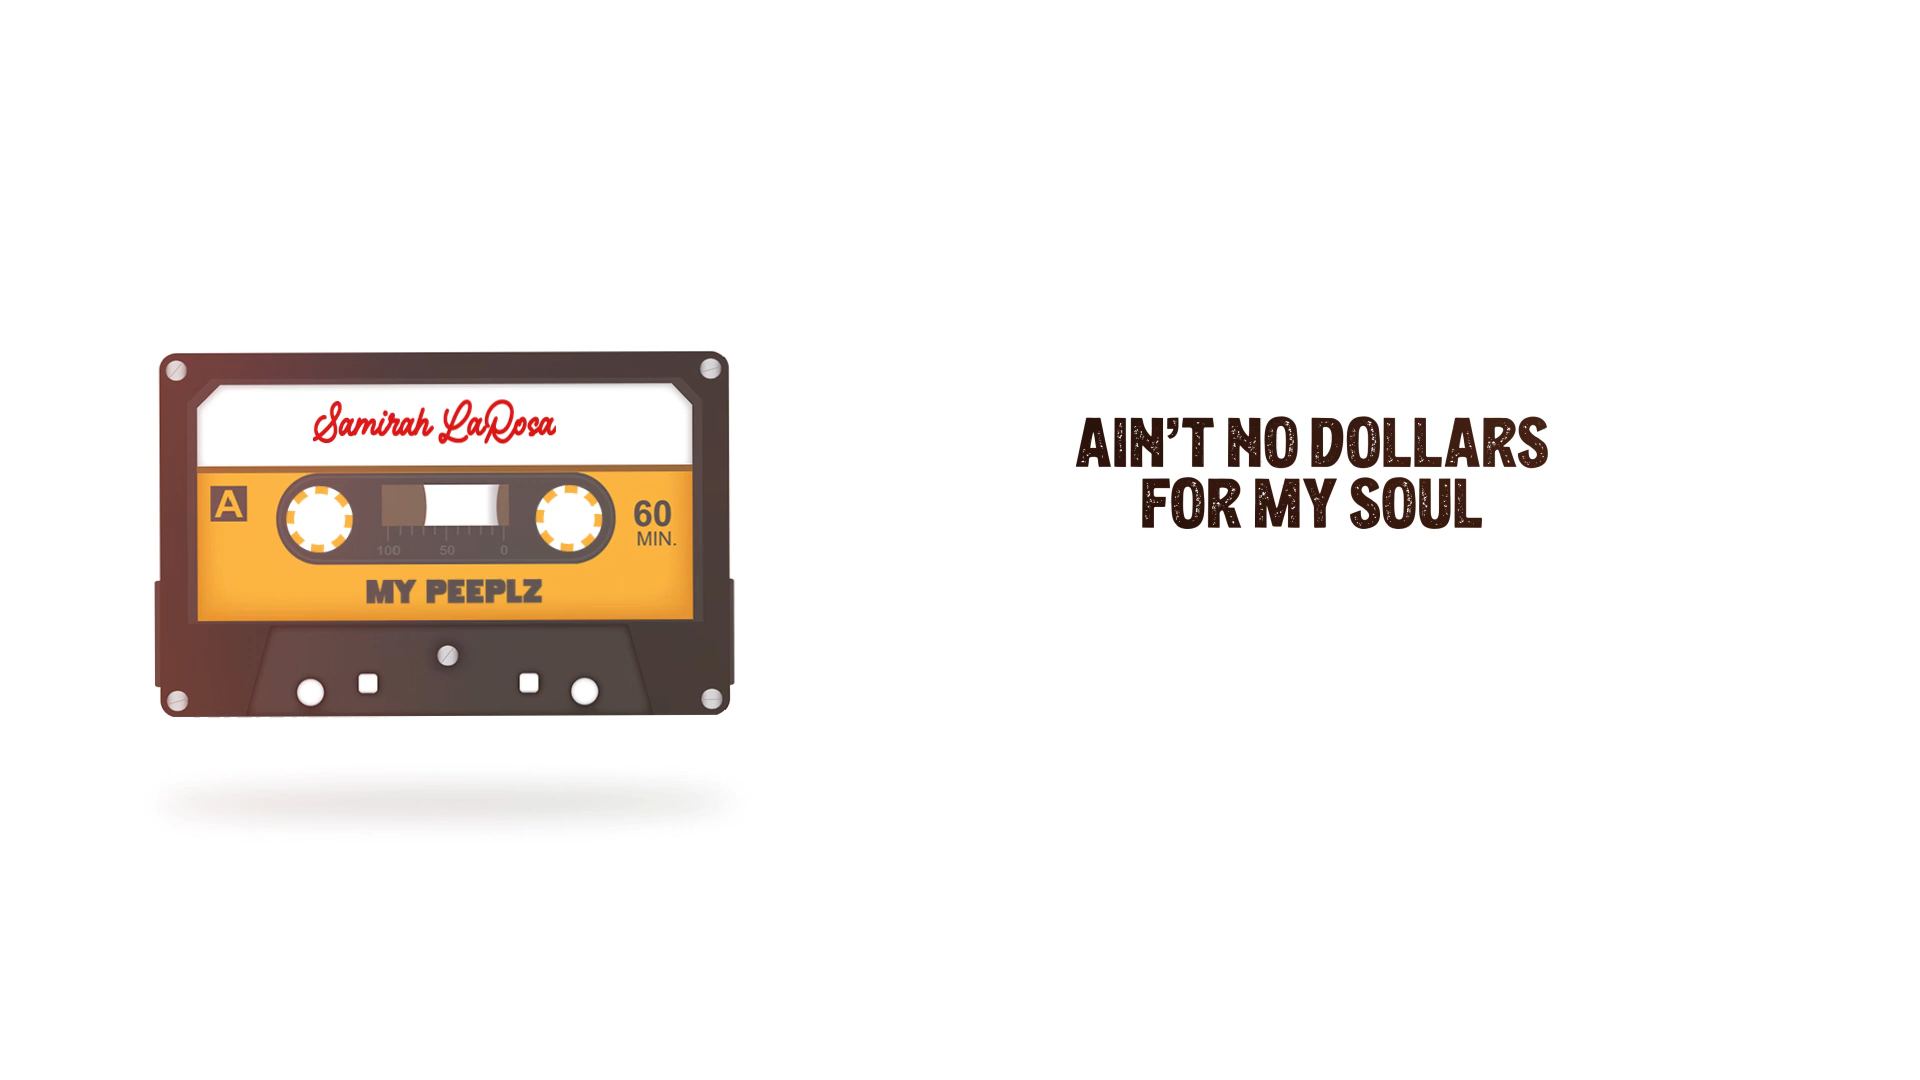 Samirah LaRosa
A
60
MIN.
100 50 0
MY PEEPLZ
AIN'T NO DOLLARS
FOR MY SOUL